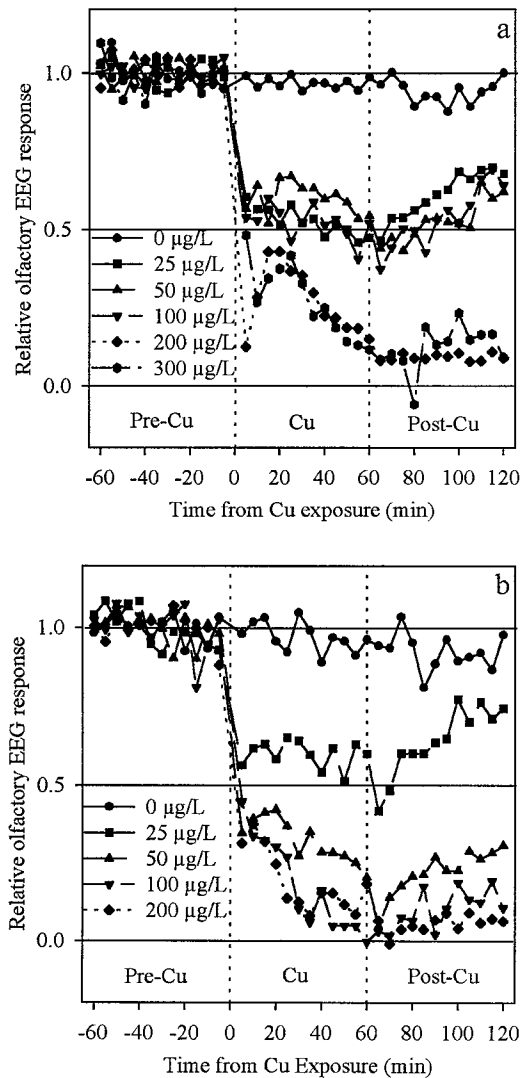 a
Relative olfactory EEG response
1.0
0.5
0.0
0 µg/L
25 µg/L
50 µg/L
100 µg/L
200 µg/L
300 µg/L
Pre-Cu Cu Post-Cu
-60 -40 -20 0 20 40 60 80 100 120
Time from Cu exposure (min)
b
Relative olfactory EEG response
1.0
0.5
0.0
0 µg/L
25 µg/L
50 µg/L
100 µg/L
200 µg/L
Pre-Cu Cu Post-Cu
-60 -40 -20 0 20 40 60 80 100 120
Time from Cu Exposure (min)